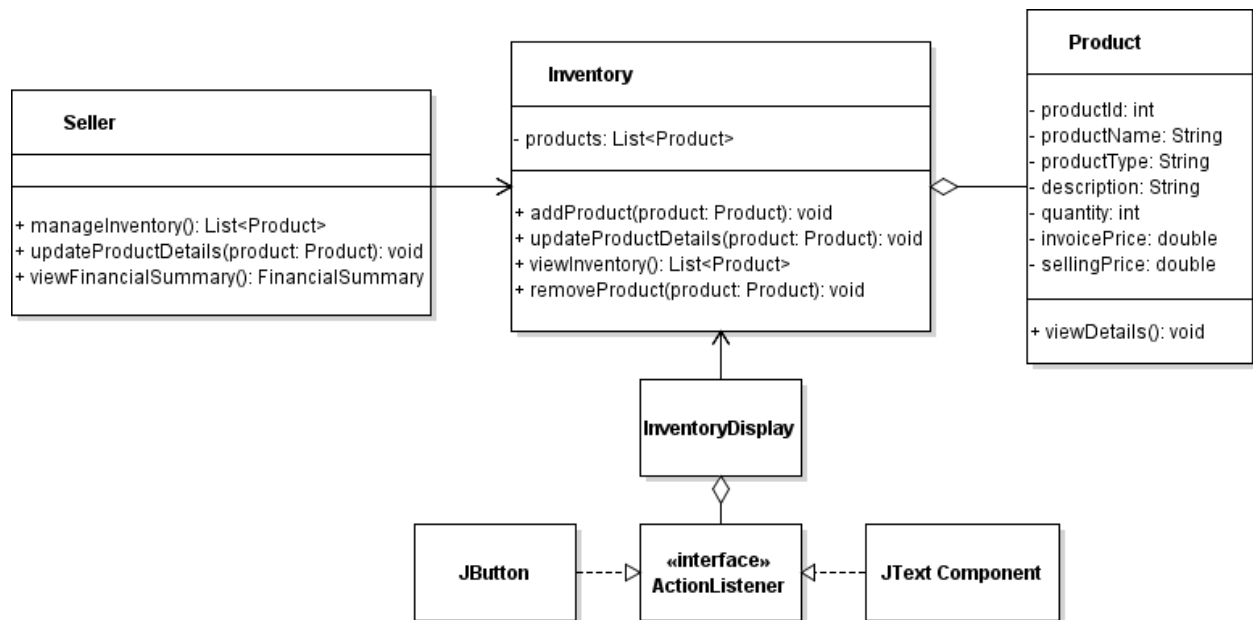 Seller
+ manageInventory(): List<Product>
+ updateProductDetails(product: Product): void
+ viewFinancialSummary(): FinancialSummary
Inventory
- products: List<Product>
+ addProduct(product: Product): void
+ updateProductDetails(product: Product): void
+ viewInventory(): List<Product>
+ removeProduct(product: Product): void
Product
- productId: int
- productName: String
- productType: String
- description: String
- quantity: int
- invoicePrice: double
- sellingPrice: double
+ viewDetails(): void
InventoryDisplay
JButton
«interface»
ActionListener
JText Component